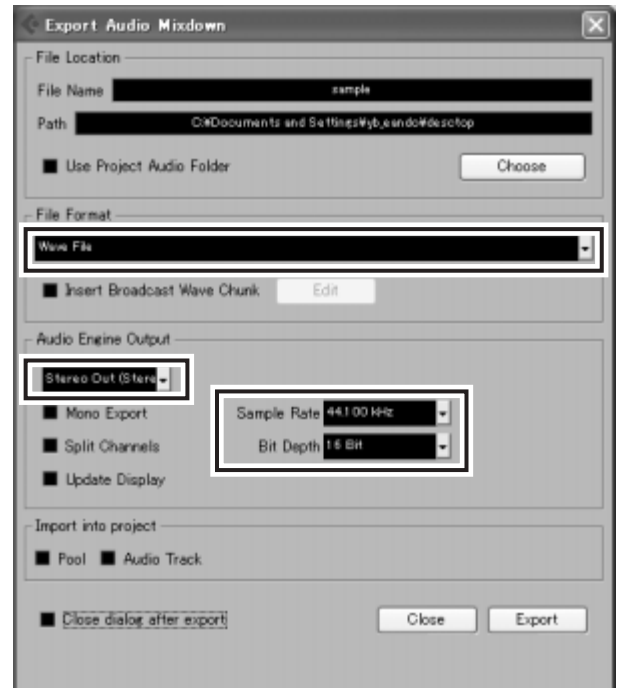 Export Audio Mixdown
File Location
File Name sample
Path C:¥Documents and Settings¥yb_eando¥desctop
Use Project Audio Folder Choose
File Format
Wave File
Insert Broadcast Wave Chunk Edit
Audio Engine Output
Stereo Out (Stere
Mono Export Sample Rate 44.100 kHz
Split Channels Bit Depth 16 Bit
Update Display
Import into project
Pool Audio Track
Close dialog after export Close Export